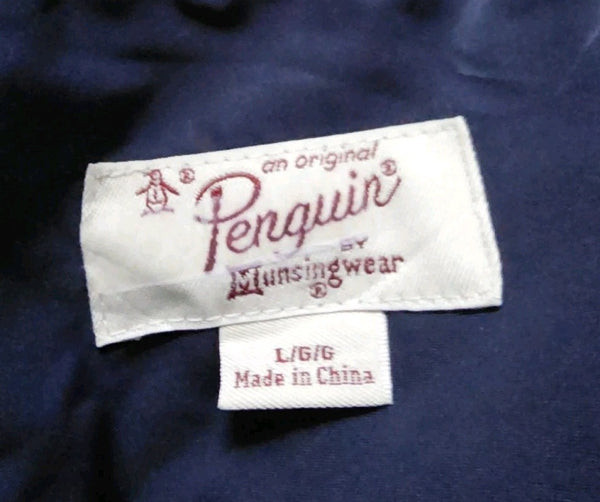 an original
Penguin®
BY
Munsingwear
®
L/G/G
Made in China